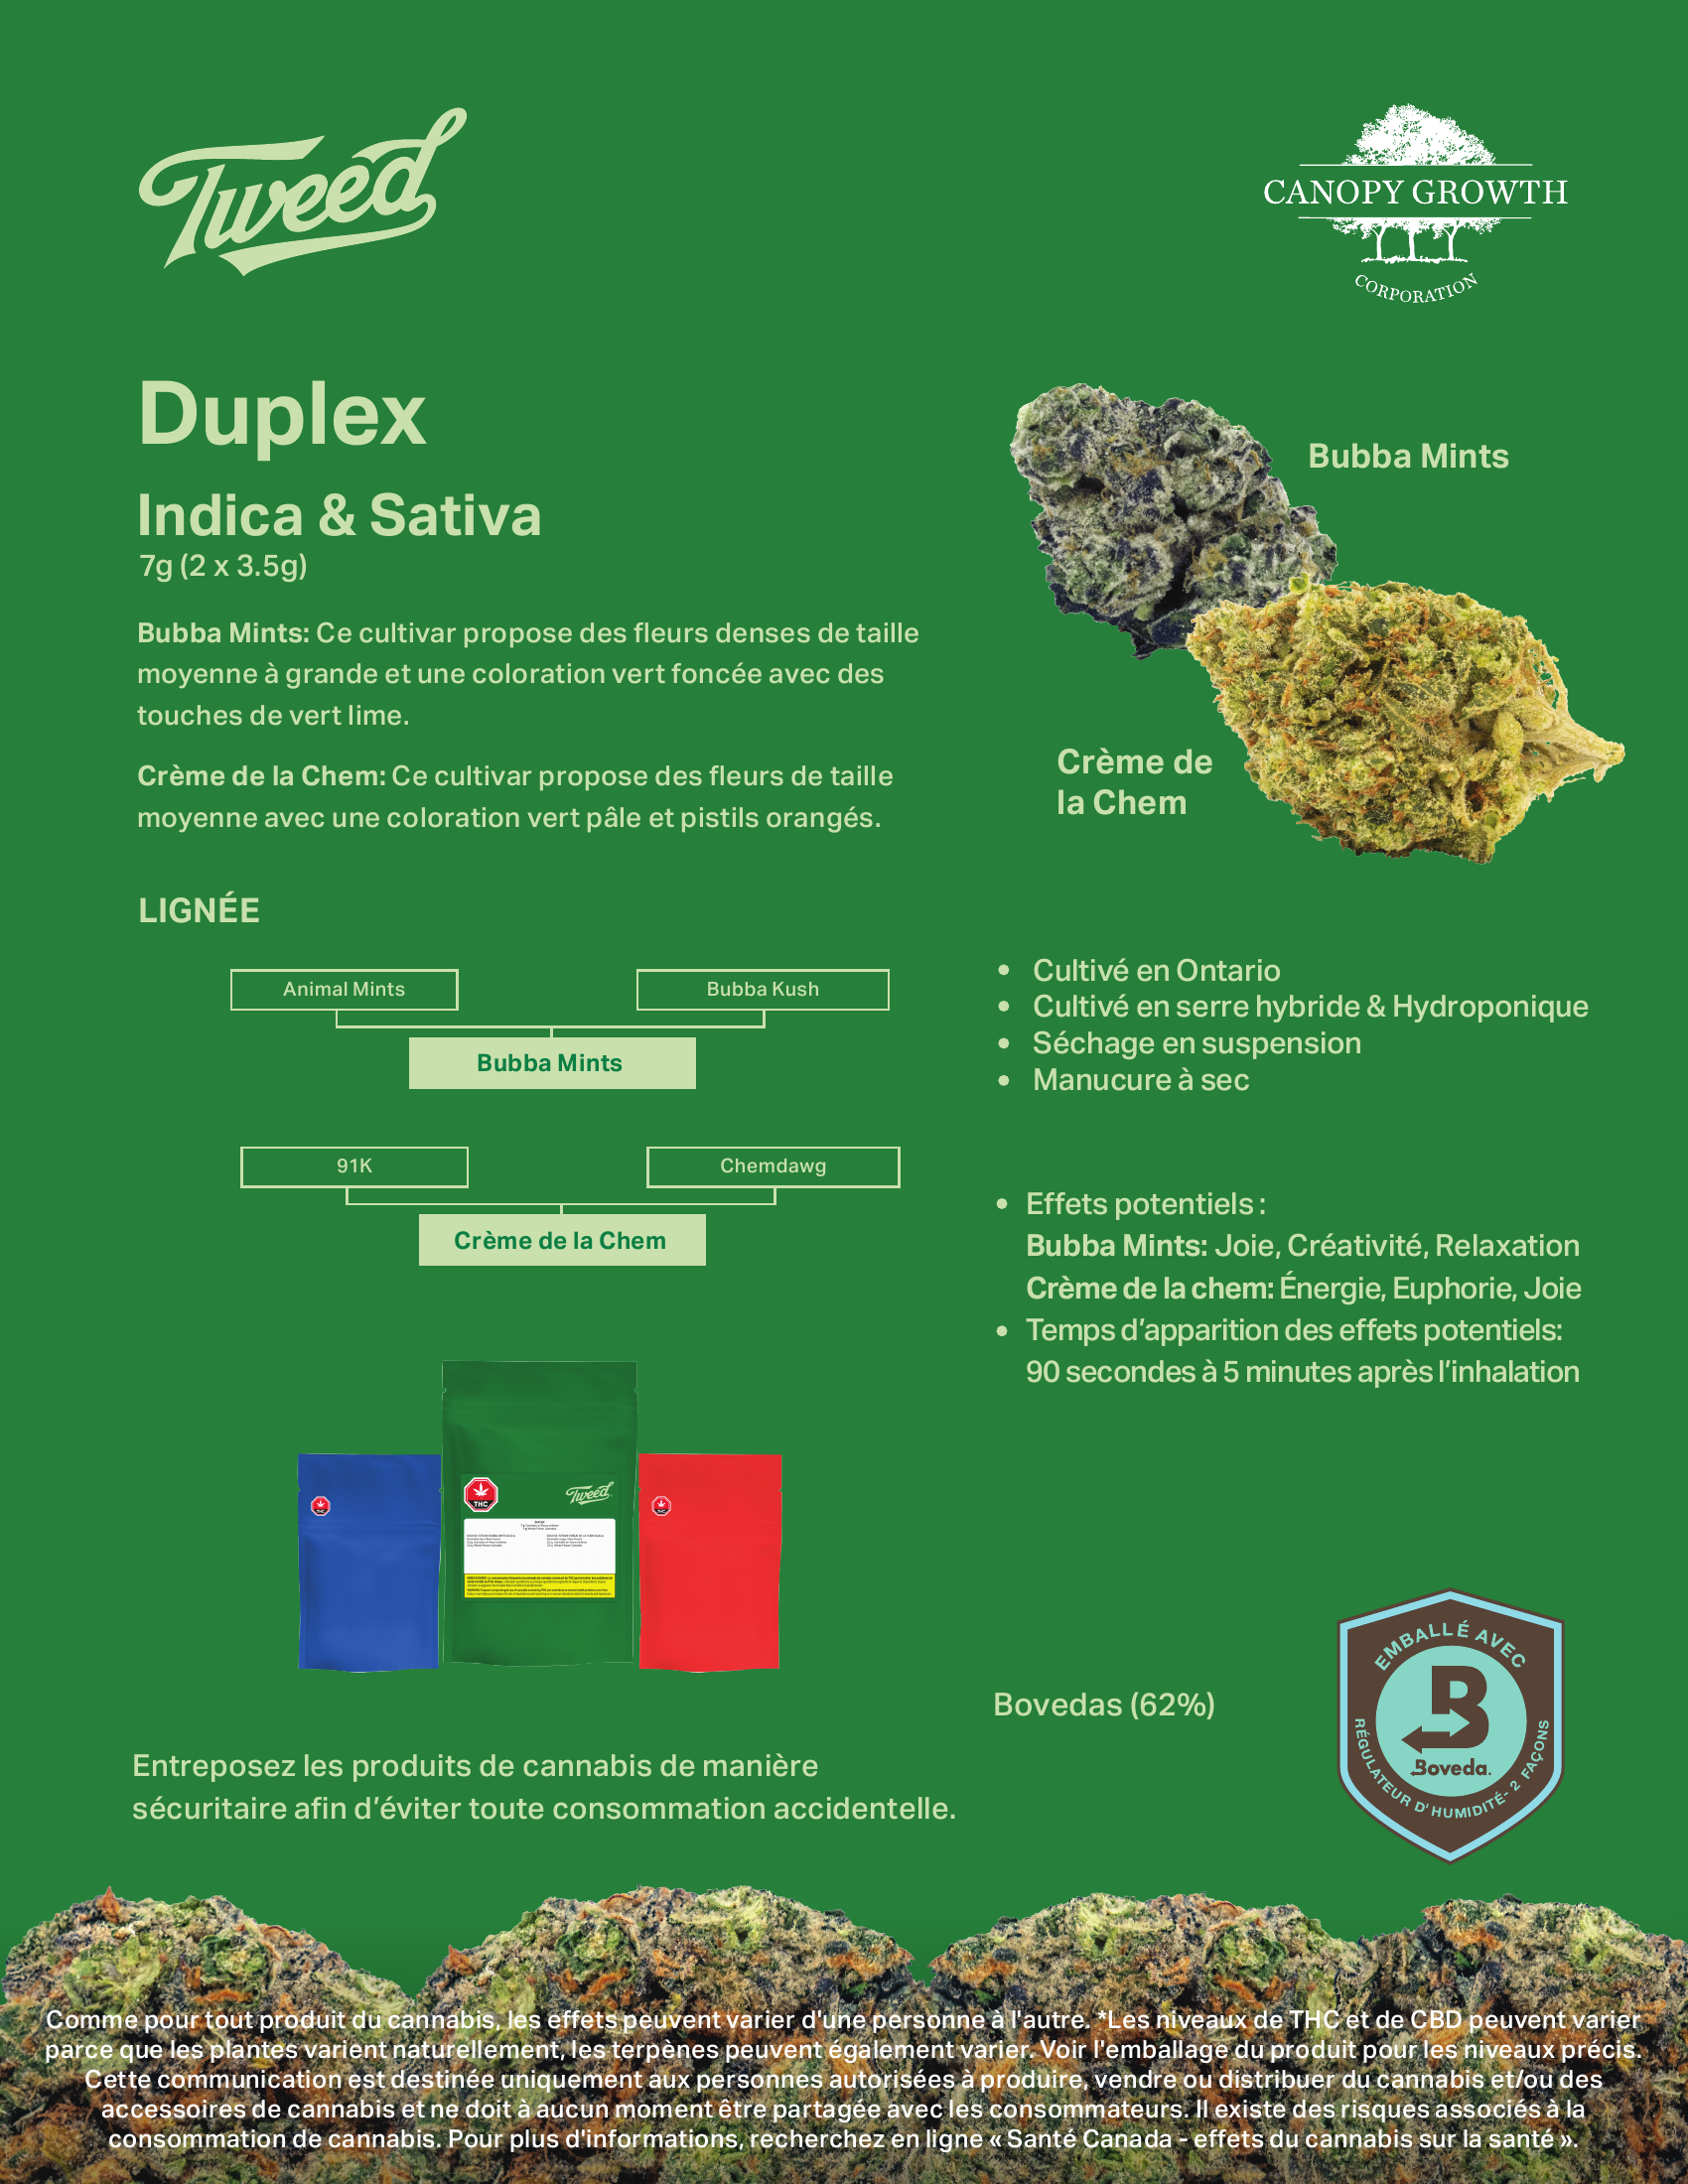 Tweed
CANOPY GROWTH
CORPORATION
Duplex
Indica & Sativa
7g (2 x 3.5g)
Bubba Mints: Ce cultivar propose des fleurs denses de taille
moyenne à grande et une coloration vert foncée avec des
touches de vert lime.
Crème de la Chem: Ce cultivar propose des fleurs de taille
moyenne avec une coloration vert pâle et pistils orangés.
Bubba Mints
Crème de
la Chem
LIGNÉE
Animal Mints
Bubba Kush
Bubba Mints
91K
Chemdawg
Crème de la Chem
• Cultivé en Ontario
• Cultivé en serre hybride & Hydroponique
• Séchage en suspension
• Manucure à sec
• Effets potentiels :
Bubba Mints: Joie, Créativité, Relaxation
Crème de la chem: Énergie, Euphorie, Joie
• Temps d’apparition des effets potentiels:
90 secondes à 5 minutes après l’inhalation
THC
Tweed
Entreposez les produits de cannabis de manière
sécuritaire afin d’éviter toute consommation accidentelle.
Bovedas (62%)
EMBALLÉ AVEC
B
Boveda.
RÉGULATEUR D'HUMIDITÉ- 2 FAÇONS
Comme pour tout produit du cannabis, les effets peuvent varier d'une personne à l'autre. *Les niveaux de THC et de CBD peuvent varier
parce que les plantes varient naturellement, les terpènes peuvent également varier. Voir l'emballage du produit pour les niveaux précis.
Cette communication est destinée uniquement aux personnes autorisées à produire, vendre ou distribuer du cannabis et/ou des
accessoires de cannabis et ne doit à aucun moment être partagée avec les consommateurs. Il existe des risques associés à la
consommation de cannabis. Pour plus d'informations, recherchez en ligne « Santé Canada - effets du cannabis sur la santé ».